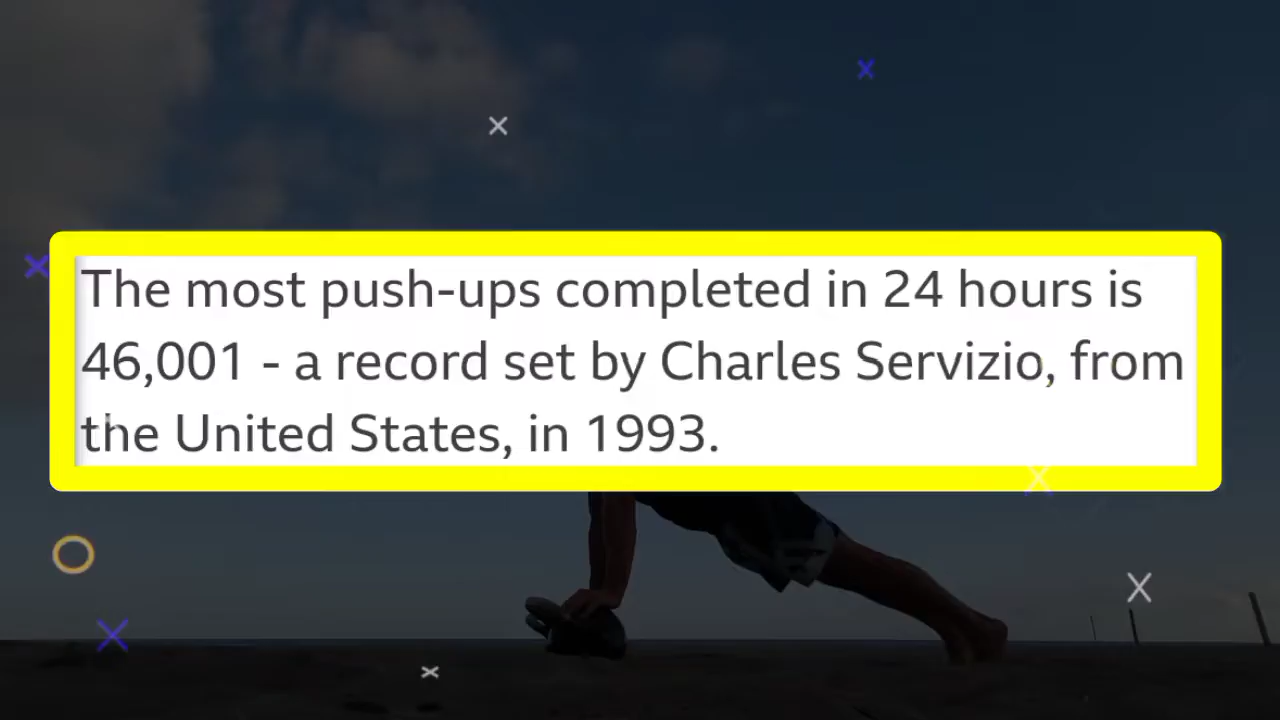 The most push-ups completed in 24 hours is
46,001 - a record set by Charles Servizio, from
the United States, in 1993.